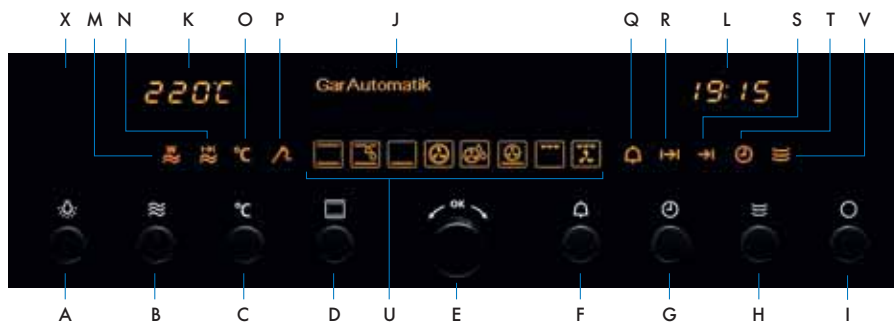 X M N K O P J Q R L S T V
220°C GarAutomatik 19:15
°C
°C OK
A B C D U E F G H I